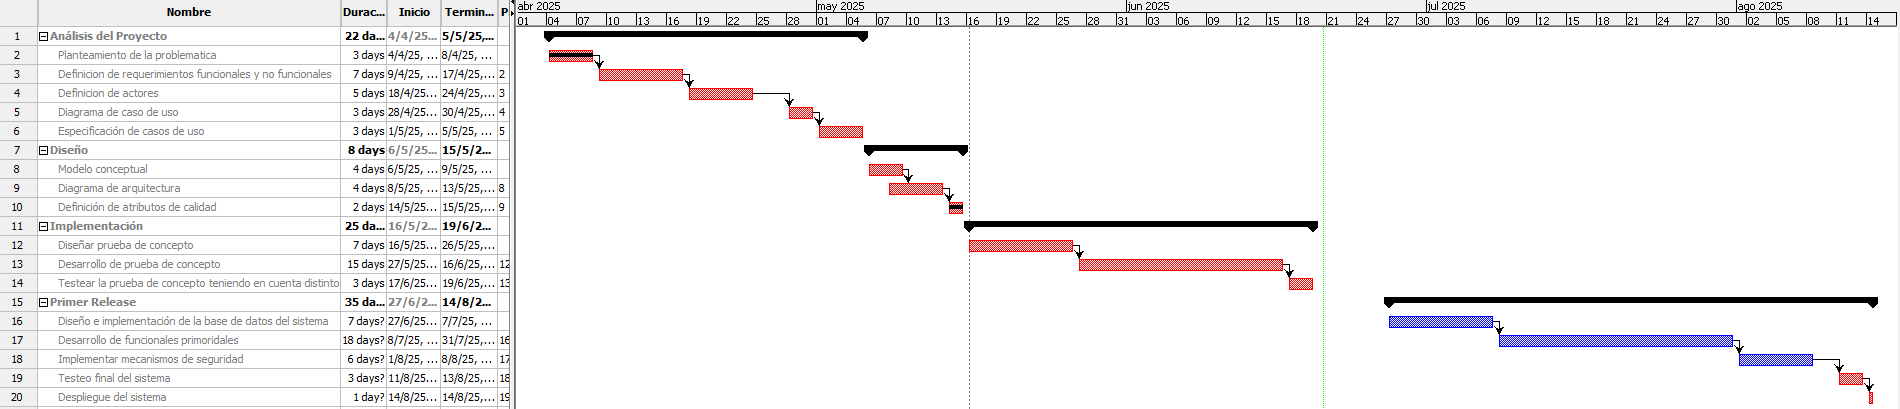 Nombre Durac... Inicio Termin... P
abr 2025 may 2025 jun 2025 jul 2025 ago 2025
01 04 07 10 13 16 19 22 25 28 01 04 07 10 13 16 19 22 25 28 31 03 06 09 12 15 18 21 24 27 30 03 06 09 12 15 18 21 24 27 30 02 05 08 11 14
1 Análisis del Proyecto 22 da... 4/4/25... 5/5/25,...
2 Planteamiento de la problematica 3 days 4/4/25, ... 8/4/25, ...
3 Definicion de requerimientos funcionales y no funcionales 7 days 9/4/25, ... 17/4/25,... 2
4 Definicion de actores 5 days 18/4/25... 24/4/25,... 3
5 Diagrama de caso de uso 3 days 28/4/25... 30/4/25,... 4
6 Especificación de casos de uso 3 days 1/5/25, ... 5/5/25, ... 5
7 Diseño 8 days 6/5/25... 15/5/2...
8 Modelo conceptual 4 days 6/5/25, ... 9/5/25, ...
9 Diagrama de arquitectura 4 days 8/5/25, ... 13/5/25,... 8
10 Definición de atributos de calidad 2 days 14/5/25... 15/5/25,... 9
11 Implementación 25 da... 16/5/2... 19/6/2...
12 Diseñar prueba de concepto 7 days 16/5/25... 26/5/25,...
13 Desarrollo de prueba de concepto 15 days 27/5/25... 16/6/25,... 12
14 Testear la prueba de concepto teniendo en cuenta distinto 3 days 17/6/25... 19/6/25,... 13
15 Primer Release 35 da... 27/6/2... 14/8/2...
16 Diseño e implementación de la base de datos del sistema 7 days? 27/6/25... 7/7/25, ...
17 Desarrollo de funcionales primoridales 18 days? 8/7/25, ... 31/7/25,... 16
18 Implementar mecanismos de seguridad 6 days? 1/8/25, ... 8/8/25, ... 17
19 Testeo final del sistema 3 days? 11/8/25... 13/8/25,... 18
20 Despliegue del sistema 1 day? 14/8/25... 14/8/25,... 19